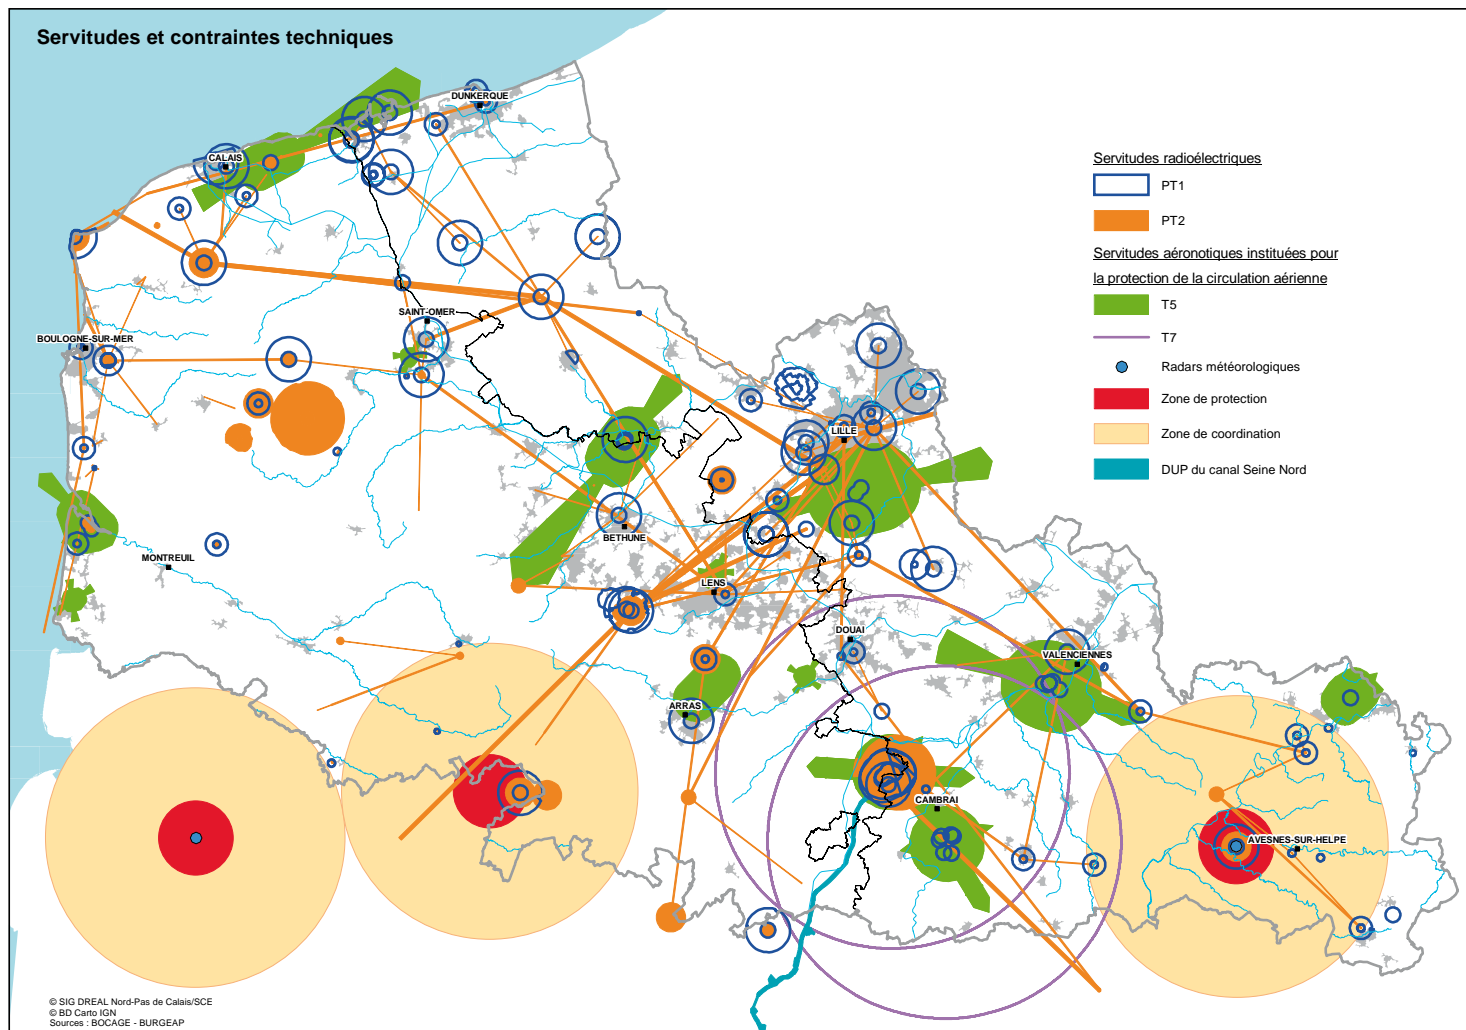 Servitudes et contraintes techniques
DUNKERQUE
CALAIS
SAINT-OMER
BOULOGNE-SUR-MER
LILLE
BETHUNE
MONTREUIL
LENS
DOUAI
VALENCIENNES
ARRAS
CAMBRAI
AVESNES-SUR-HELPE
Servitudes radioélectriques
PT1
PT2
Servitudes aéronotiques instituées pour
la protection de la circulation aérienne
T5
T7
Radars météorologiques
Zone de protection
Zone de coordination
DUP du canal Seine Nord
© SIG DREAL Nord-Pas de Calais/SCE
© BD Carto IGN
Sources : BOCAGE - BURGEAP